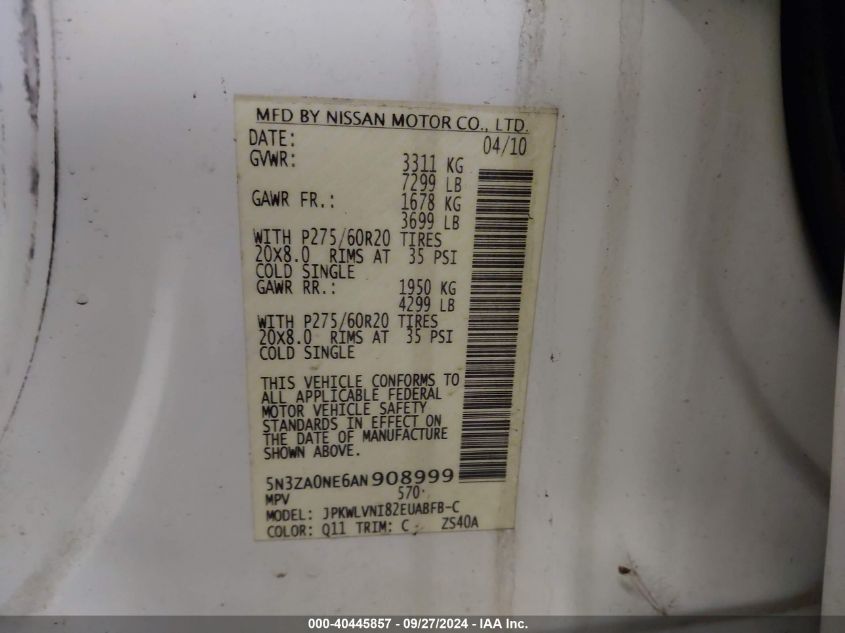 MFD BY NISSAN MOTOR CO., LTD.
DATE: 04/10
GVWR: 3311 KG
7299 LB
GAWR FR.: 1678 KG
3699 LB
WITH P275/60R20 TIRES
20X8.0 RIMS AT 35 PSI
COLD SINGLE
GAWR RR.: 1950 KG
4299 LB
WITH P275/60R20 TIRES
20X8.0 RIMS AT 35 PSI
COLD SINGLE
THIS VEHICLE CONFORMS TO
ALL APPLICABLE FEDERAL
MOTOR VEHICLE SAFETY
STANDARDS IN EFFECT ON
THE DATE OF MANUFACTURE
SHOWN ABOVE.
5N3ZA0NE6AN908999
MPV 570
MODEL: JPKWLVNI82EUABFB-C
COLOR: Q11 TRIM: C ZS40A
000-40445857 - 09/27/2024 - IAA Inc.